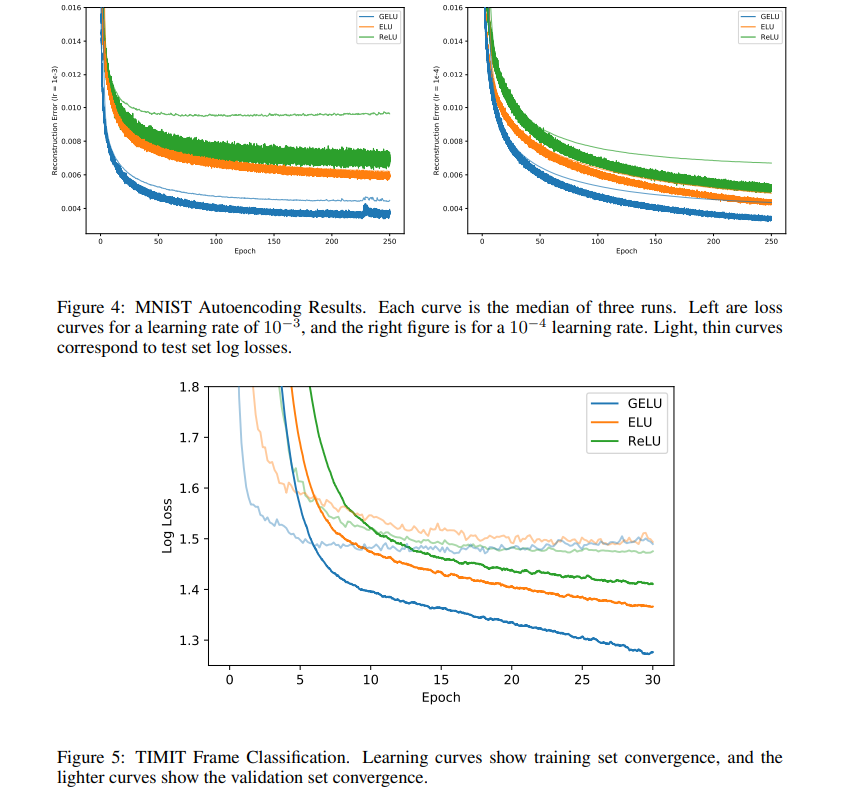 0.016
0.014
0.012
0.010
0.008
0.006
0.004
Reconstruction Error (lr = 1e-3)
GELU
ELU
ReLU
0 50 100 150 200 250
Epoch
0.016
0.014
0.012
0.010
0.008
0.006
0.004
Reconstruction Error (lr = 1e-4)
GELU
ELU
ReLU
0 50 100 150 200 250
Epoch
Figure 4: MNIST Autoencoding Results. Each curve is the median of three runs. Left are loss
curves for a learning rate of 10⁻³, and the right figure is for a 10⁻⁴ learning rate. Light, thin curves
correspond to test set log losses.
1.8
1.7
1.6
1.5
1.4
1.3
Log Loss
GELU
ELU
ReLU
0 5 10 15 20 25 30
Epoch
Figure 5: TIMIT Frame Classification. Learning curves show training set convergence, and the
lighter curves show the validation set convergence.